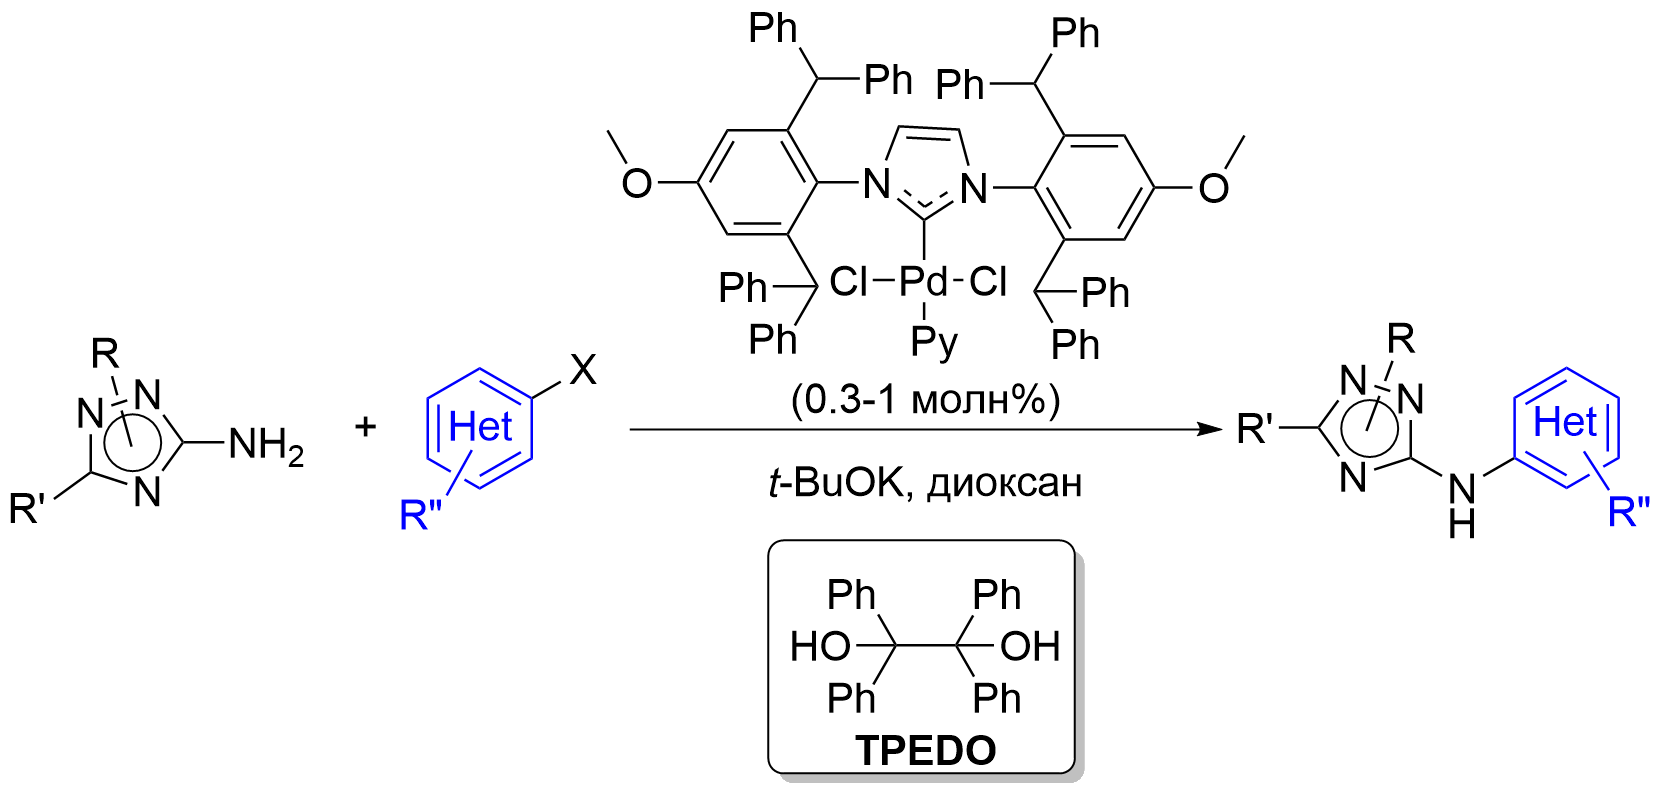 Ph
Ph
Ph
Ph
O
N
N
O
Ph
Cl
Pd
Cl
Ph
Ph
Py
Ph
R
N
N
N
NH2
R'
+
X
Het
R"
(0.3-1 молн%)
t-BuOK, диоксан
R
N
N
R'
N
Het
N
H
R"
Ph
Ph
HO
OH
Ph
Ph
TPEDO